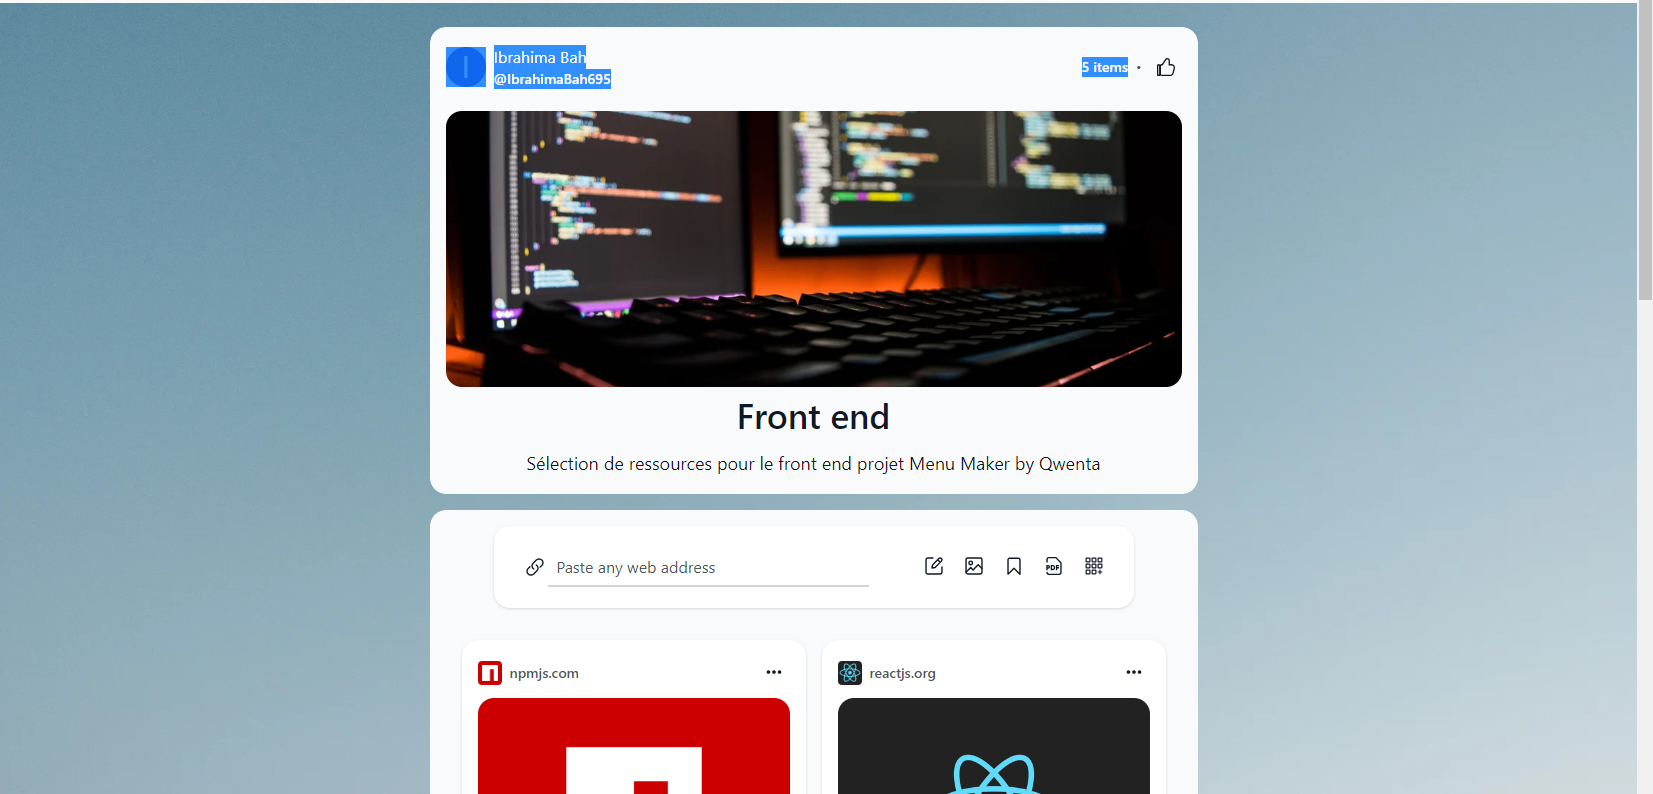 I
Ibrahima Bah
@IbrahimaBah695
5 items ·
Front end
Sélection de ressources pour le front end projet Menu Maker by Qwenta
Paste any web address
PDF
npmjs.com
reactjs.org